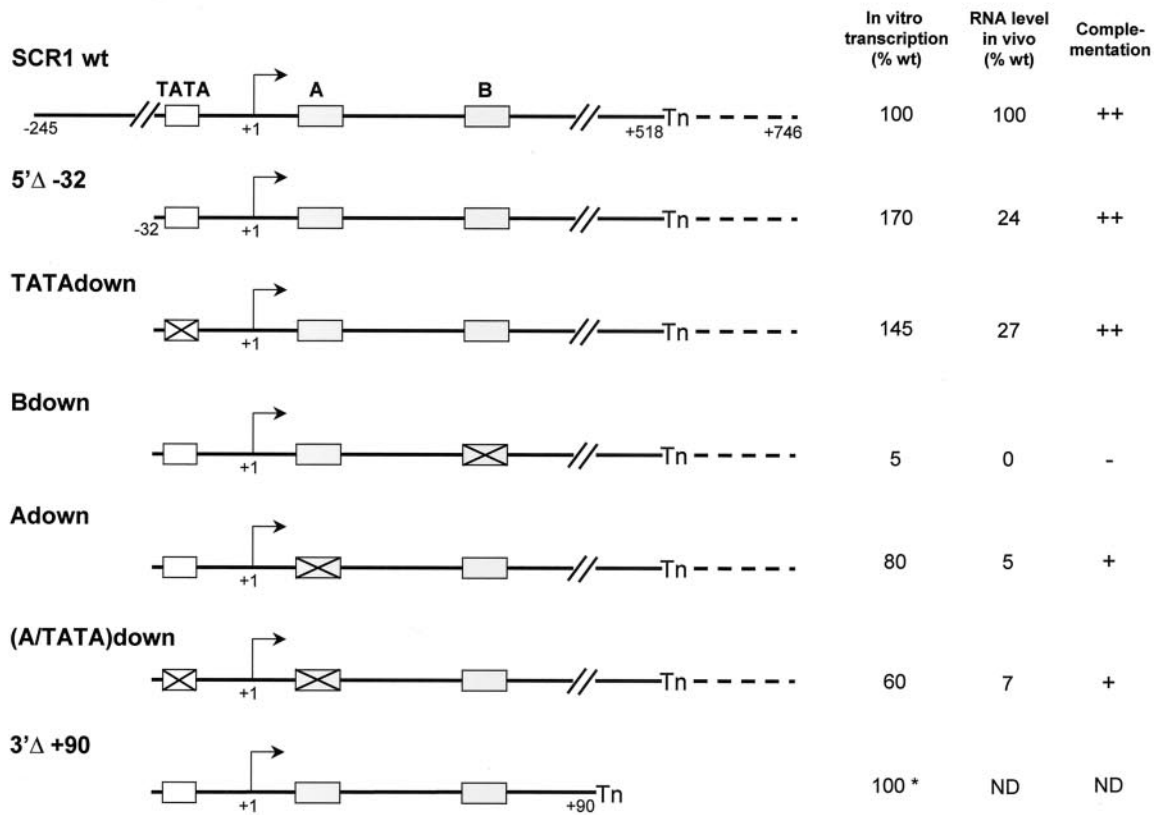 In vitro transcription (% wt)
RNA level in vivo (% wt)
Comple-mentation
SCR1 wt
TATA A B
-245 +1 +518 Tn +746 100 100 ++
5'Δ -32
-32 +1 Tn 170 24 ++
TATAdown
+1 Tn 145 27 ++
Bdown
+1 Tn 5 0 -
Adown
+1 Tn 80 5 +
(A/TATA)down
+1 Tn 60 7 +
3'Δ +90
+1 +90 Tn 100 * ND ND